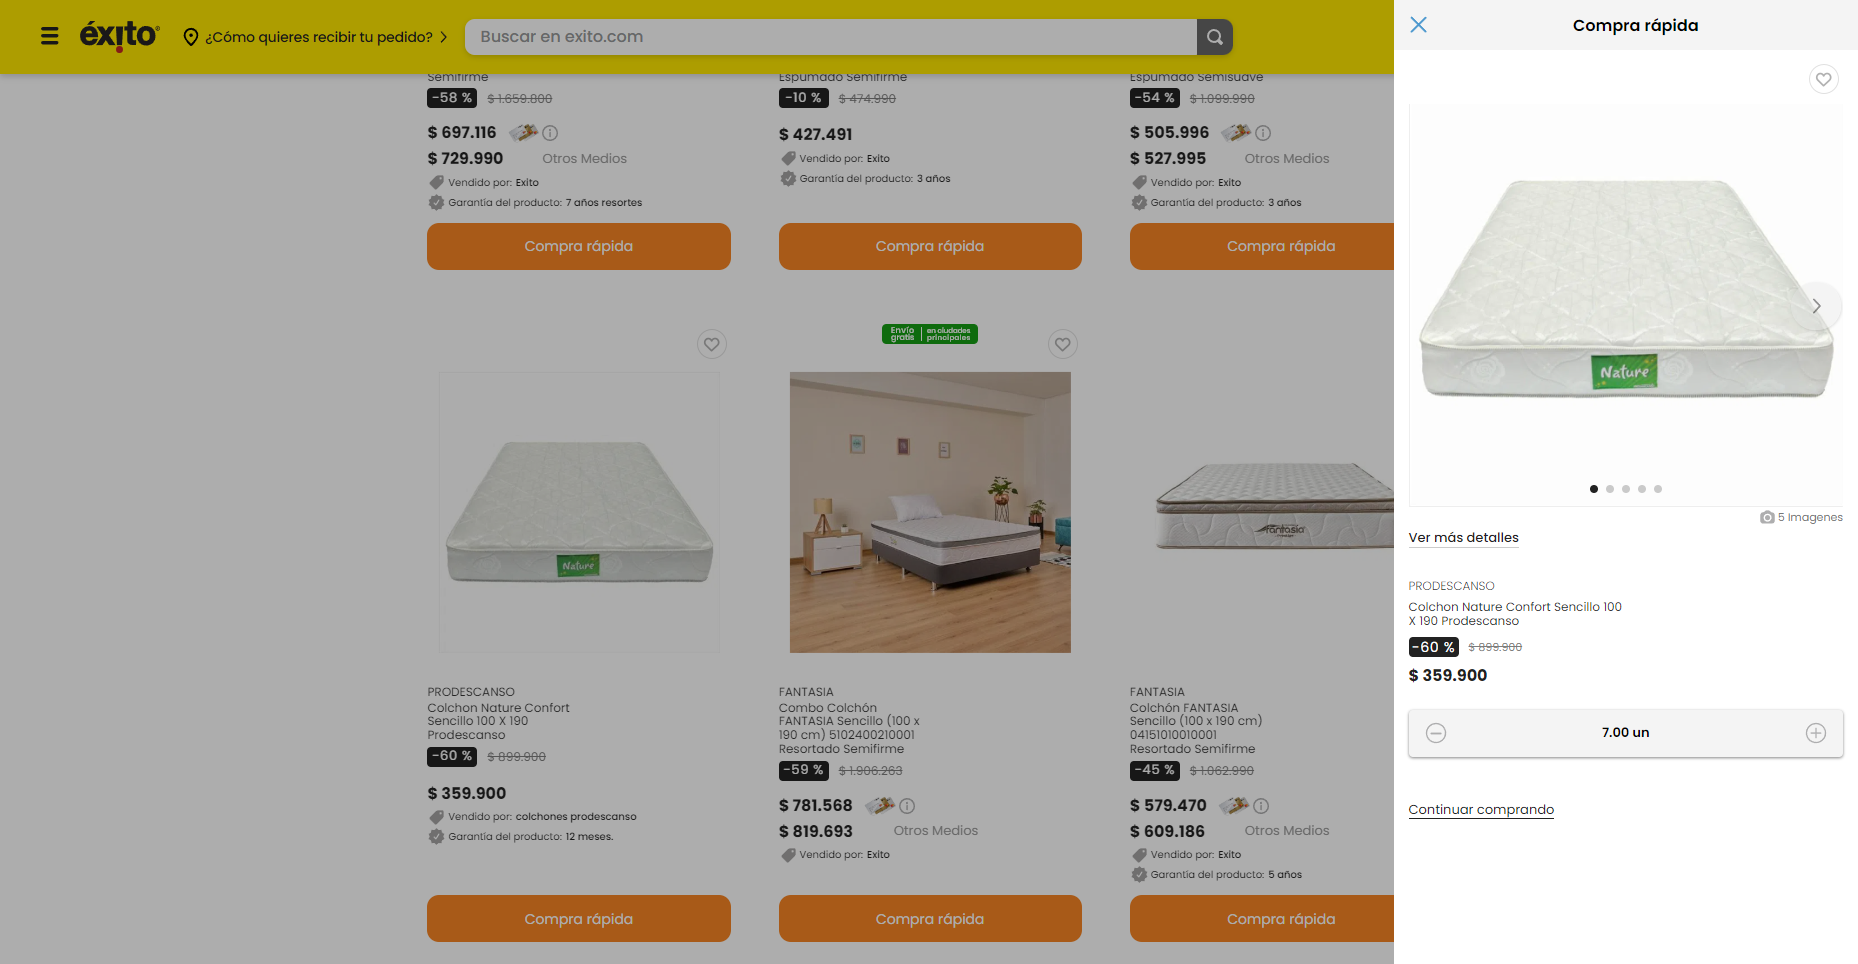 éxito
¿Cómo quieres recibir tu pedido?
Buscar en exito.com
Semifirme
-58 % $ 1.659.800
$ 697.116
$ 729.990 Otros Medios
Vendido por: Exito
Garantía del producto: 7 años resortes
Compra rápida
Espumado Semifirme
-10 % $ 474.990
$ 427.491
Vendido por: Exito
Garantía del producto: 3 años
Compra rápida
Espumado Semisuave
-54 % $ 1.099.990
$ 505.996
$ 527.995 Otros Medios
Vendido por: Exito
Garantía del producto: 3 años
Compra rápida
Nature
PRODESCANSO
Colchon Nature Confort
Sencillo 100 X 190
Prodescanso
-60 % $ 899.900
$ 359.900
Vendido por: colchones prodescanso
Garantía del producto: 12 meses.
Compra rápida
Envío
gratis
en ciudades
principales
FANTASIA
Combo Colchón
FANTASIA Sencillo (100 x
190 cm) 5102400210001
Resortado Semifirme
-59 % $ 1.906.263
$ 781.568
$ 819.693 Otros Medios
Vendido por: Exito
Compra rápida
fantasia
FANTASIA
Colchón FANTASIA
Sencillo (100 x 190 cm)
04151010010001
Resortado Semifirme
-45 % $ 1.062.990
$ 579.470
$ 609.186 Otros Medios
Vendido por: Exito
Garantía del producto: 5 años
Compra rápida
Compra rápida
Nature
5 Imagenes
Ver más detalles
PRODESCANSO
Colchon Nature Confort Sencillo 100
X 190 Prodescanso
-60 % $ 899.900
$ 359.900
7.00 un
Continuar comprando